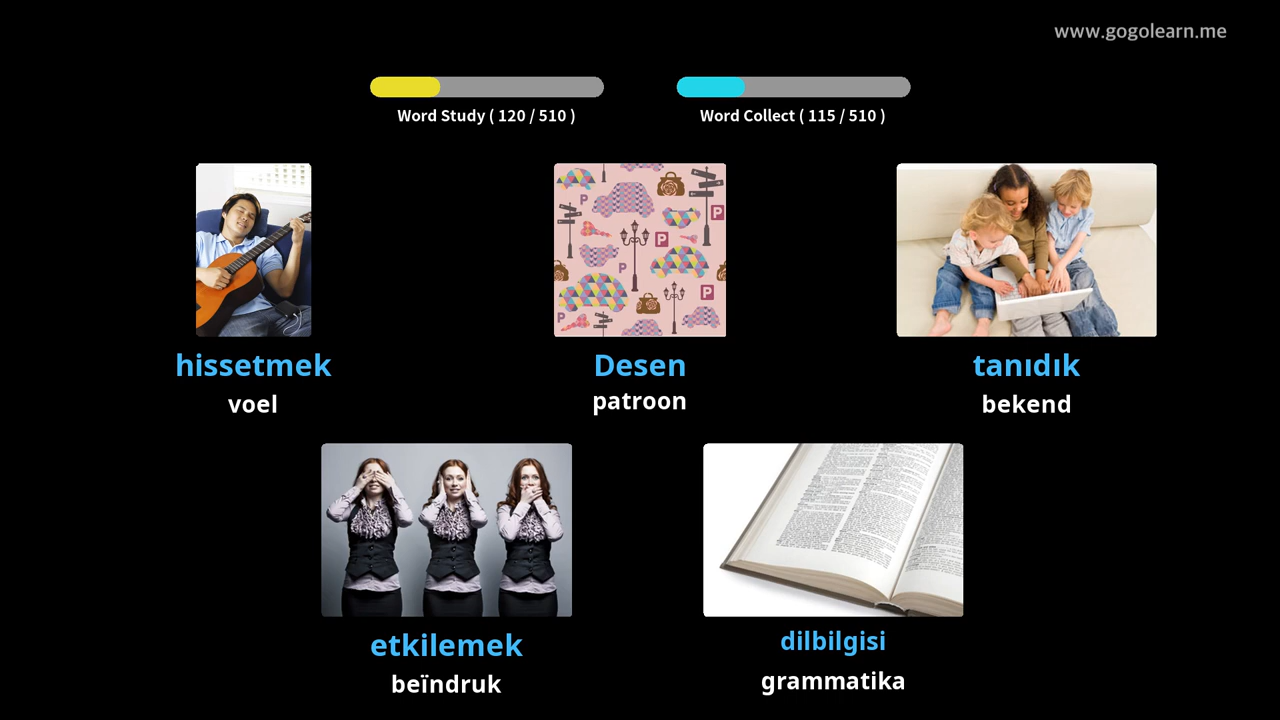 www.gogolearn.me
Word Study ( 120 / 510 )
Word Collect ( 115 / 510 )
hissetmek
voel
Desen
patroon
tanıdık
bekend
etkilemek
beïndruk
dilbilgisi
grammatika